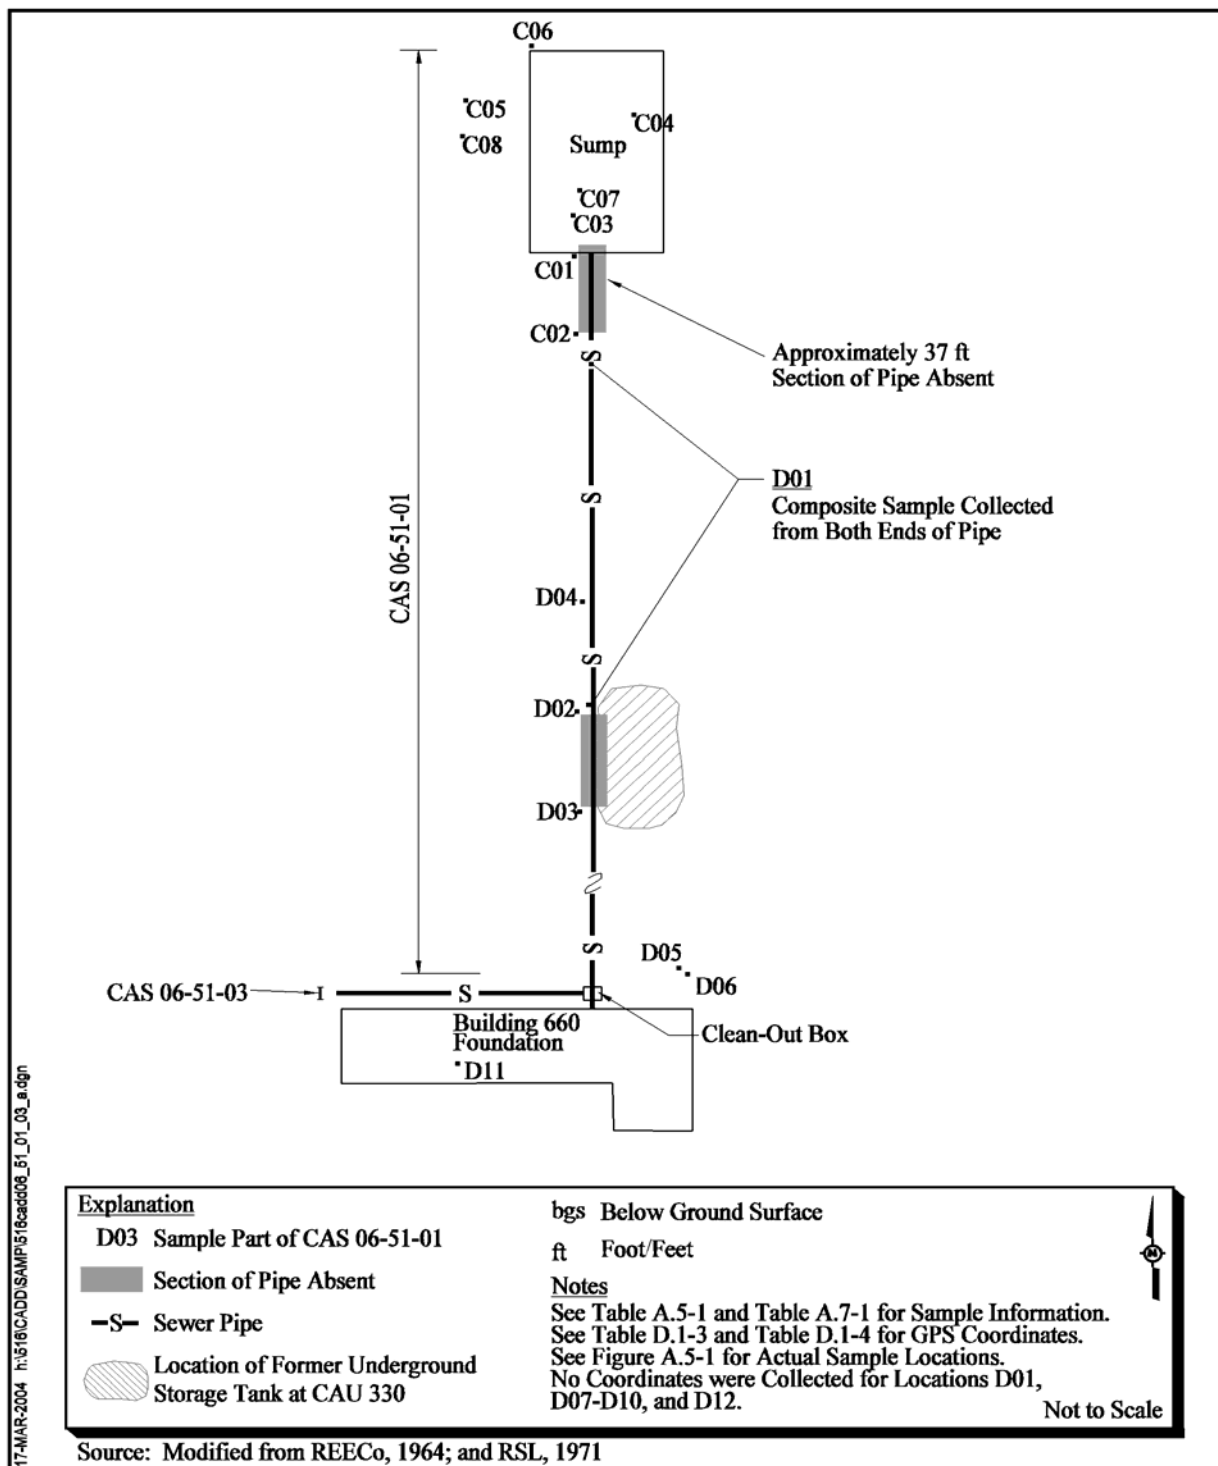 C06
C05
C04
C08
Sump
C07
C03
C01
C02
S
Approximately 37 ft
Section of Pipe Absent
D01
Composite Sample Collected
from Both Ends of Pipe
S
CAS 06-51-01
D04
S
D02
D03
S
D05
D06
CAS 06-51-03
I
S
Clean-Out Box
Building 660
Foundation
D11
17-MAR-2004 h:\516\CADD\SAMP\516cadd06_51_01_03_a.dgn
Explanation
D03 Sample Part of CAS 06-51-01
Section of Pipe Absent
S Sewer Pipe
Location of Former Underground
Storage Tank at CAU 330
bgs Below Ground Surface
ft Foot/Feet
Notes
See Table A.5-1 and Table A.7-1 for Sample Information.
See Table D.1-3 and Table D.1-4 for GPS Coordinates.
See Figure A.5-1 for Actual Sample Locations.
No Coordinates were Collected for Locations D01,
D07-D10, and D12.
N
Not to Scale
Source: Modified from REECo, 1964; and RSL, 1971